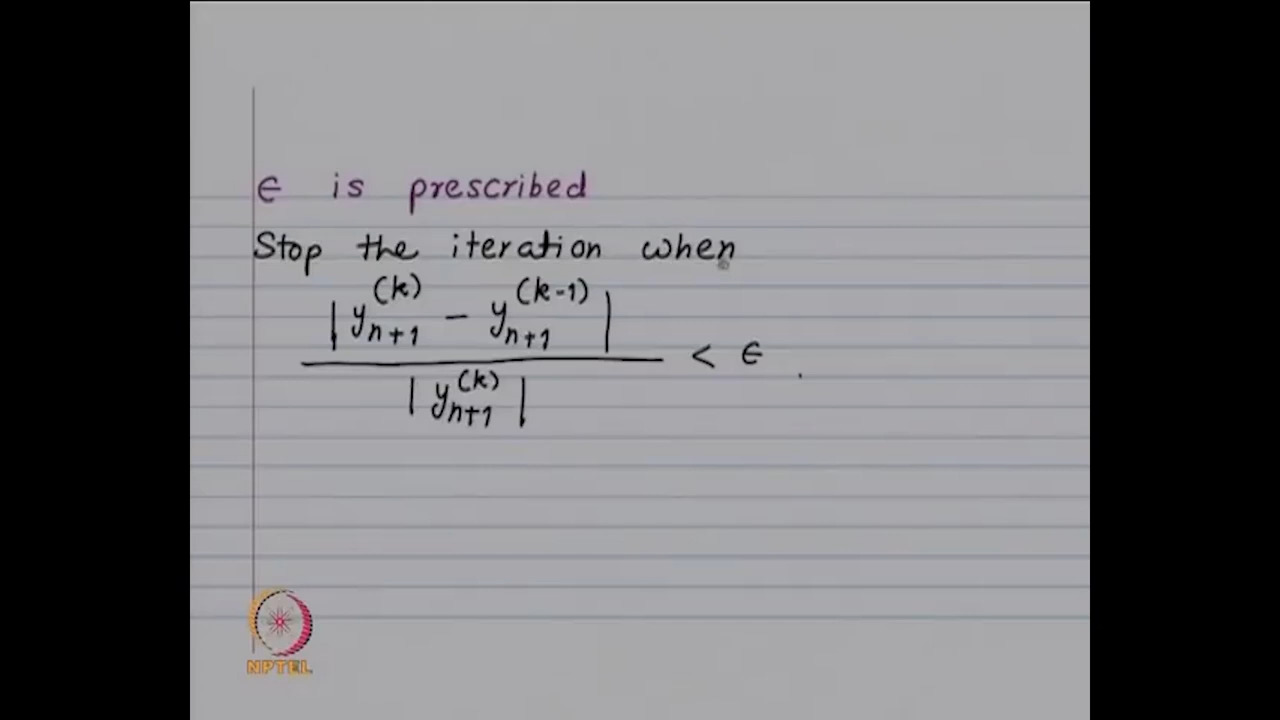 ϵ is prescribed
Stop the iteration when
|y_{n+1}^{(k)} - y_{n+1}^{(k-1)}| / |y_{n+1}^{(k)}| < ϵ .
NPTEL